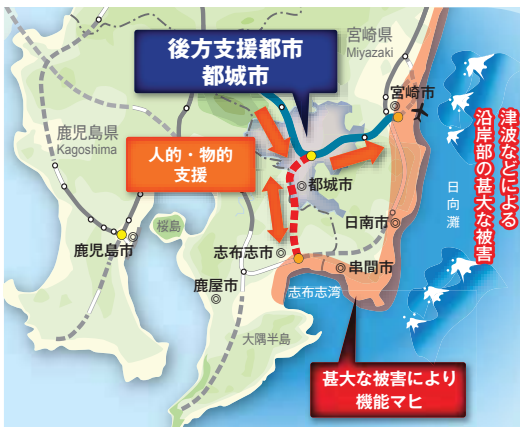 後方支援都市
都城市
宮崎県
Miyazaki
宮崎市
鹿児島県
Kagoshima
人的・物的
支援
都城市
津波などによる
沿岸部の甚大な被害
日向灘
桜島
鹿児島市
日南市
志布志市
串間市
鹿屋市
志布志湾
大隅半島
甚大な被害により
機能マヒ